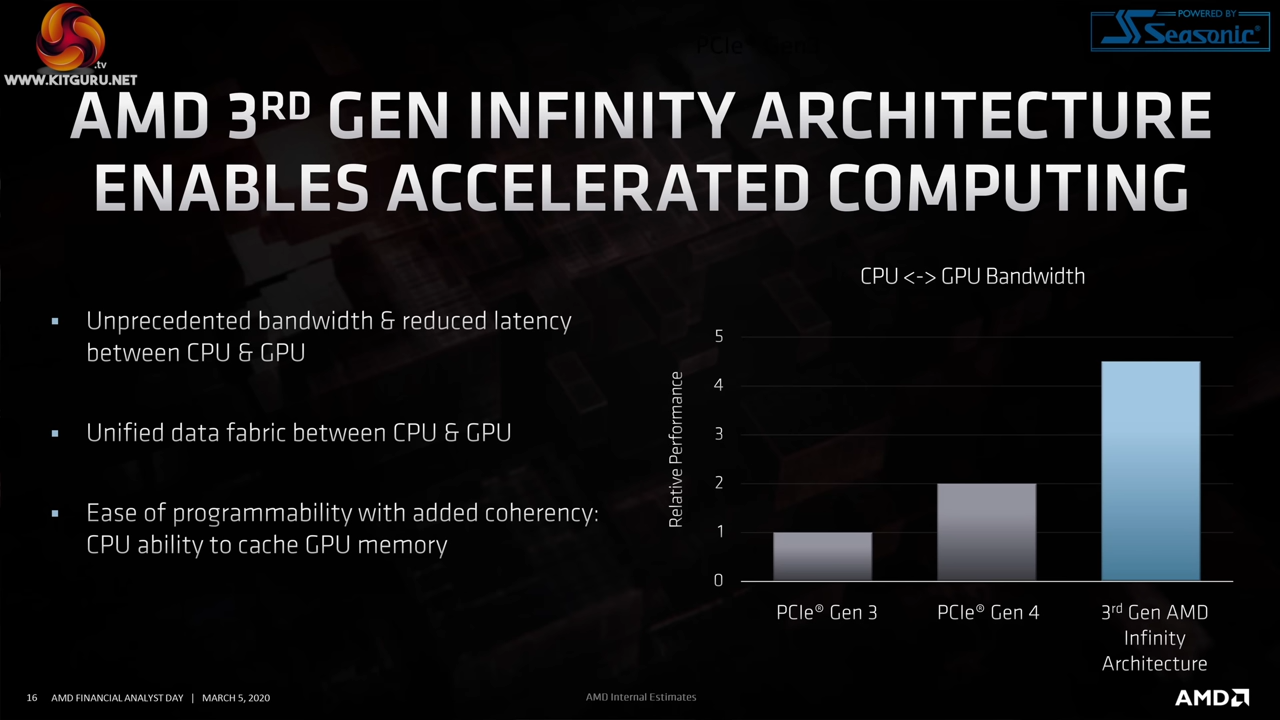 .tv
WWW.KITGURU.NET
POWERED BY
Seasonic®
PCIe® Gen
AMD 3RD GEN INFINITY ARCHITECTURE
ENABLES ACCELERATED COMPUTING
▪ Unprecedented bandwidth & reduced latency
between CPU & GPU
▪ Unified data fabric between CPU & GPU
▪ Ease of programmability with added coherency:
CPU ability to cache GPU memory
CPU <-> GPU Bandwidth
Relative Performance
5
4
3
2
1
0
PCIe® Gen 3
PCIe® Gen 4
3rd Gen AMD
Infinity
Architecture
16 AMD FINANCIAL ANALYST DAY | MARCH 5, 2020
AMD Internal Estimates
AMD